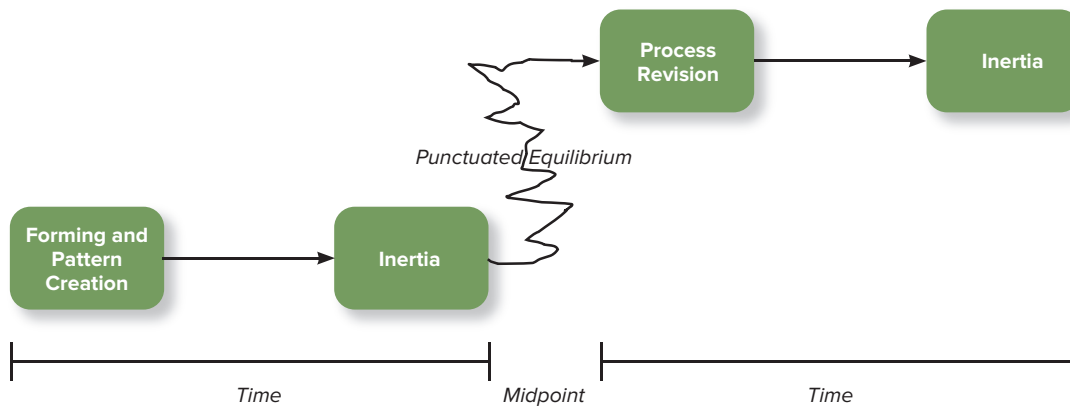 Process
Revision
Inertia
Punctuated Equilibrium
Forming and
Pattern
Creation
Inertia
Time
Midpoint
Time